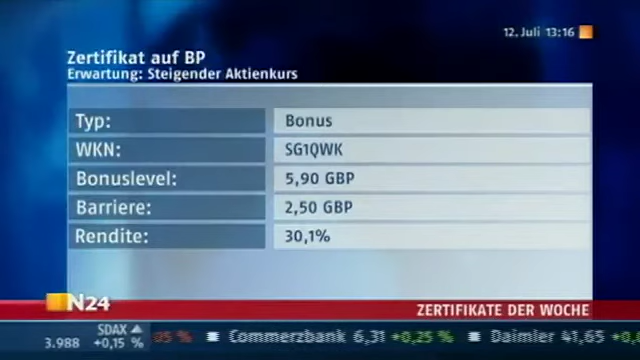 12. Juli 13:16
Zertifikat auf BP
Erwartung: Steigender Aktienkurs
Typ: Bonus
WKN: SG1QWK
Bonuslevel: 5,90 GBP
Barriere: 2,50 GBP
Rendite: 30,1%
N24
ZERTIFIKATE DER WOCHE
SDAX
3.988 +0,15 % 05 % Commerzbank 6,31 +0,25 % Daimler 41,65